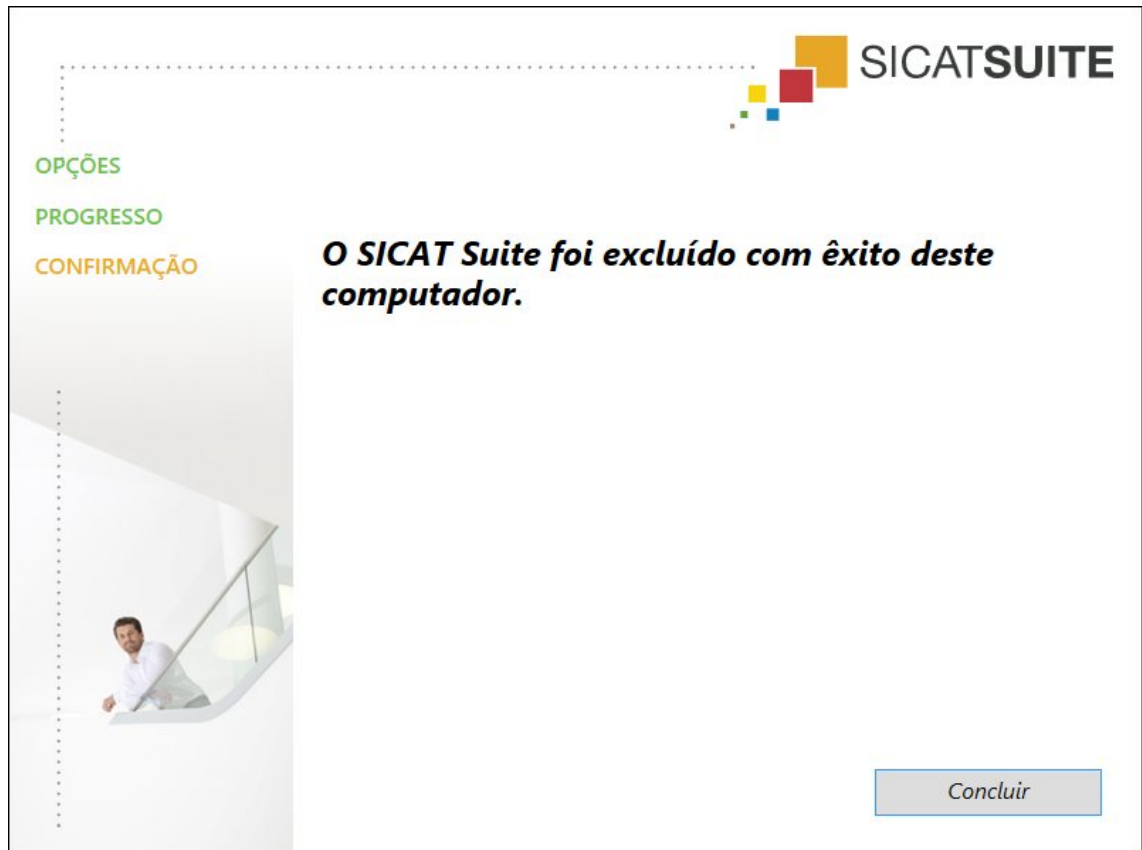 SICATSUITE
OPÇÕES
PROGRESSO
CONFIRMAÇÃO
O SICAT Suite foi excluído com êxito deste
computador.
Concluir